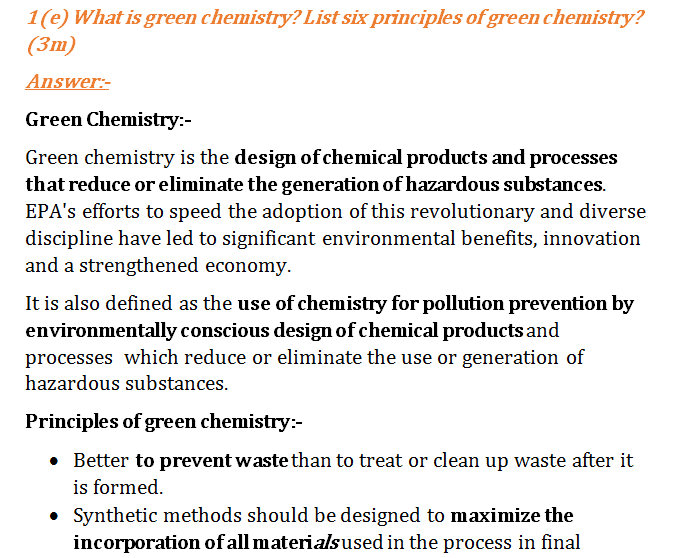 1(e) What is green chemistry? List six principles of green chemistry?
(3m)
Answer:-
Green Chemistry:-
Green chemistry is the design of chemical products and processes
that reduce or eliminate the generation of hazardous substances.
EPA's efforts to speed the adoption of this revolutionary and diverse
discipline have led to significant environmental benefits, innovation
and a strengthened economy.
It is also defined as the use of chemistry for pollution prevention by
environmentally conscious design of chemical products and
processes which reduce or eliminate the use or generation of
hazardous substances.
Principles of green chemistry:-
• Better to prevent waste than to treat or clean up waste after it
is formed.
• Synthetic methods should be designed to maximize the
incorporation of all materials used in the process in final